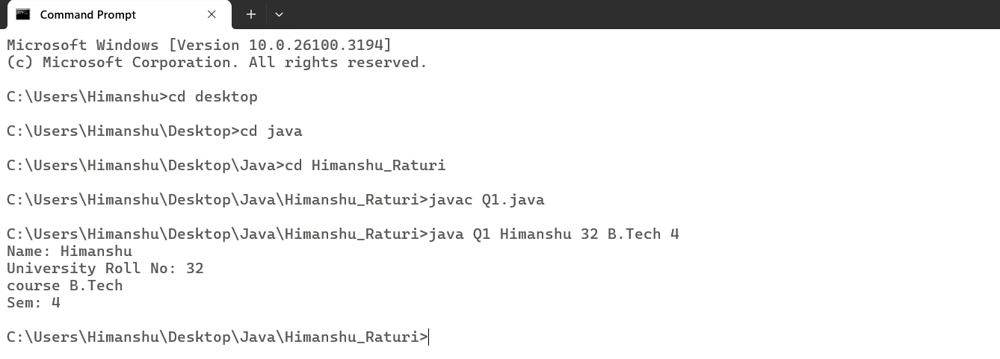 Command Prompt
Microsoft Windows [Version 10.0.26100.3194]
(c) Microsoft Corporation. All rights reserved.
C:\Users\Himanshu>cd desktop
C:\Users\Himanshu\Desktop>cd java
C:\Users\Himanshu\Desktop\Java>cd Himanshu_Raturi
C:\Users\Himanshu\Desktop\Java\Himanshu_Raturi>javac Q1.java
C:\Users\Himanshu\Desktop\Java\Himanshu_Raturi>java Q1 Himanshu 32 B.Tech 4
Name: Himanshu
University Roll No: 32
course B.Tech
Sem: 4
C:\Users\Himanshu\Desktop\Java\Himanshu_Raturi>